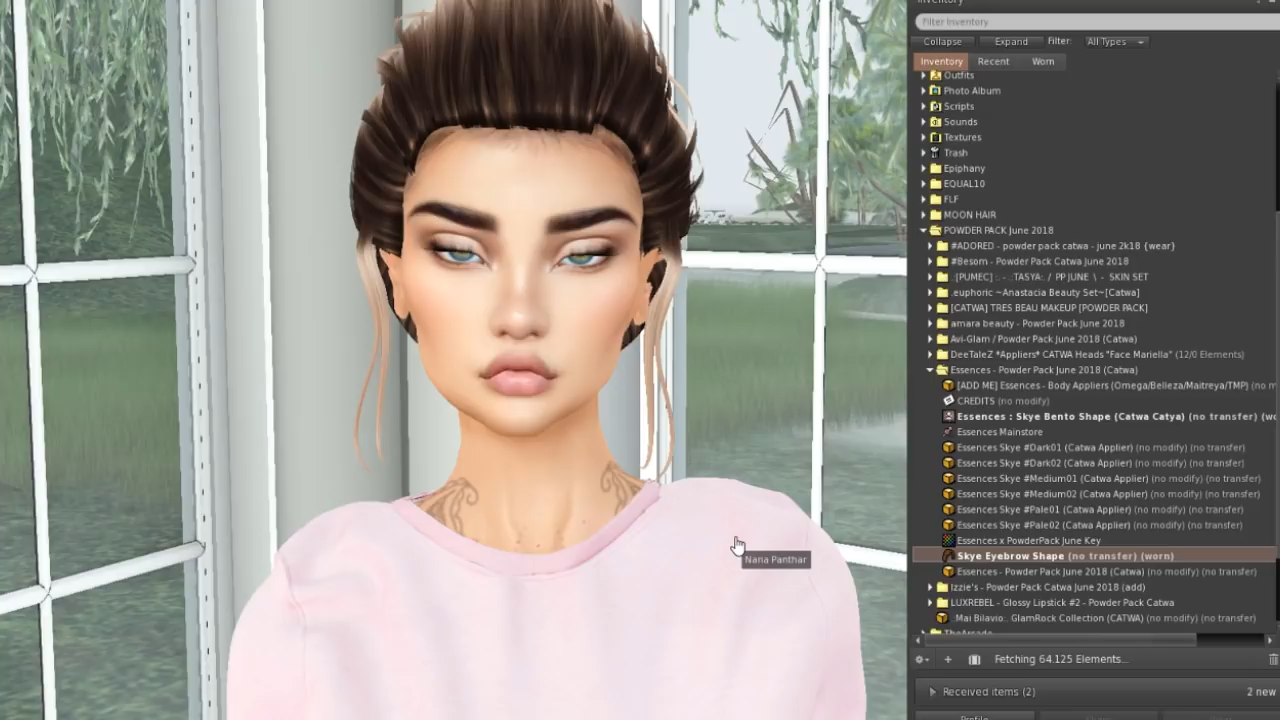 Inventory
Filter Inventory
Collapse Expand Filter: All Types
Inventory Recent Worn
Outfits
Photo Album
Scripts
Sounds
Textures
Trash
Epiphany
EQUAL10
FLF
MOON HAIR
POWDER PACK June 2018
#ADORED - powder pack catwa - june 2k18 {wear}
#Besom - Powder Pack Catwa June 2018
.:[PUMEC] :. - .:TASYA:. / PP JUNE \ - SKIN SET
.euphoric ~Anastacia Beauty Set~[Catwa]
[CATWA] TRES BEAU MAKEUP [POWDER PACK]
amara beauty - Powder Pack June 2018
Avi-Glam / Powder Pack June 2018 (Catwa)
DeeTaleZ *Appliers* CATWA Heads "Face Mariella" (12/0 Elements)
Essences - Powder Pack June 2018 (Catwa)
[ADD ME] Essences - Body Appliers (Omega/Belleza/Maitreya/TMP) (no m
CREDITS (no modify)
Essences : Skye Bento Shape (Catwa Catya) (no transfer) (wo
Essences Mainstore
Essences Skye #Dark01 (Catwa Applier) (no modify) (no transfer)
Essences Skye #Dark02 (Catwa Applier) (no modify) (no transfer)
Essences Skye #Medium01 (Catwa Applier) (no modify) (no transfer)
Essences Skye #Medium02 (Catwa Applier) (no modify) (no transfer)
Essences Skye #Pale01 (Catwa Applier) (no modify) (no transfer)
Essences Skye #Pale02 (Catwa Applier) (no modify) (no transfer)
Essences x PowderPack June Key
Skye Eyebrow Shape (no transfer) (worn)
Essences - Powder Pack June 2018 (Catwa) (no modify) (no transfer)
Izzie's - Powder Pack Catwa June 2018 (add)
LUXREBEL - Glossy Lipstick #2 - Powder Pack Catwa
.:Mai Bilavio:. GlamRock Collection (CATWA) (no modify) (no transfer)
TheArcade
Fetching 64.125 Elements...
Received items (2) 2 new
Profile
Nana Panthar